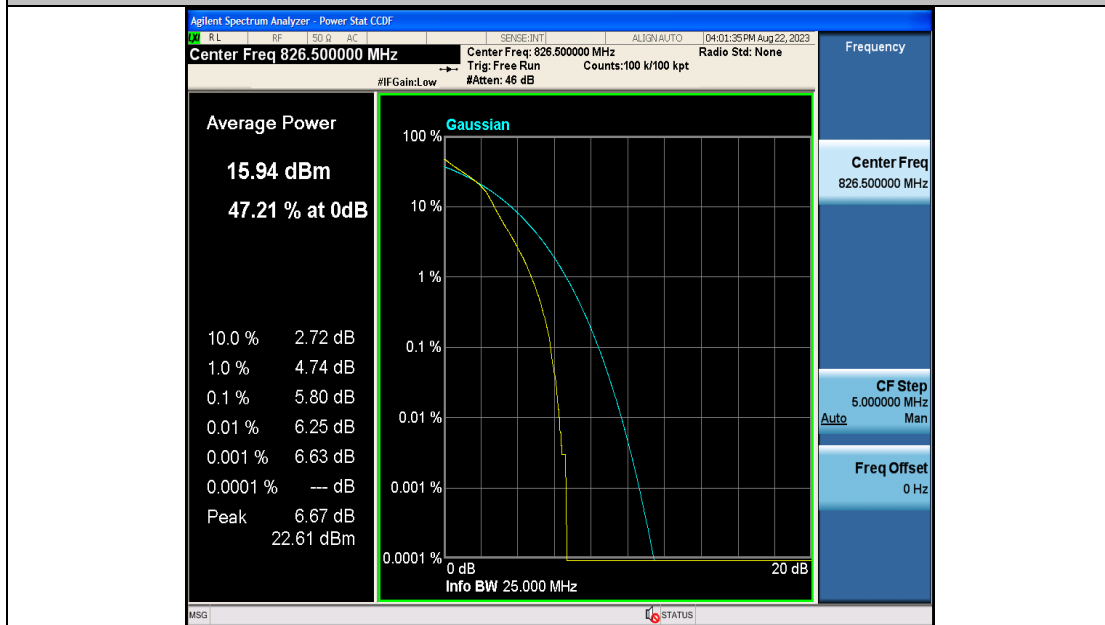 Agilent Spectrum Analyzer - Power Stat CCDF
LXI RL RF 50 Ω AC SENSE:INT ALIGN AUTO 04:01:35 PM Aug 22, 2023
Center Freq 826.500000 MHz
Center Freq: 826.500000 MHz Radio Std: None
Trig: Free Run Counts:100 k/100 kpt
#IFGain:Low #Atten: 46 dB
Frequency
Average Power
15.94 dBm
47.21 % at 0dB
10.0 % 2.72 dB
1.0 % 4.74 dB
0.1 % 5.80 dB
0.01 % 6.25 dB
0.001 % 6.63 dB
0.0001 % --- dB
Peak 6.67 dB
22.61 dBm
Gaussian
100 %
10 %
1 %
0.1 %
0.01 %
0.001 %
0.0001 %
0 dB 20 dB
Info BW 25.000 MHz
Center Freq
826.500000 MHz
CF Step
5.000000 MHz
Auto Man
Freq Offset
0 Hz
MSG STATUS